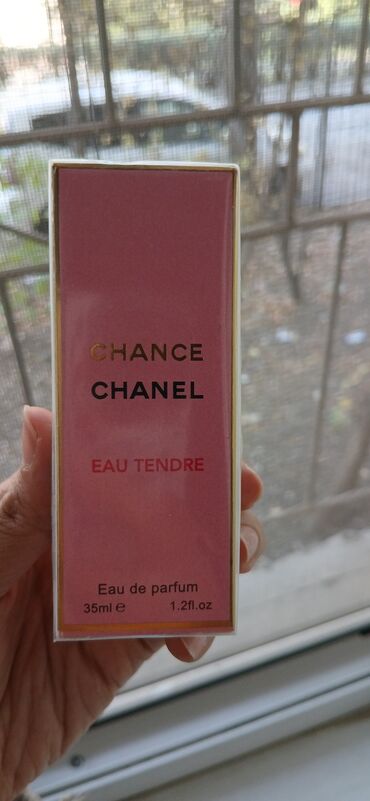 CHANCE
CHANEL
EAU TENDRE
Eau de parfum
35ml ℮ 1.2fl.oz